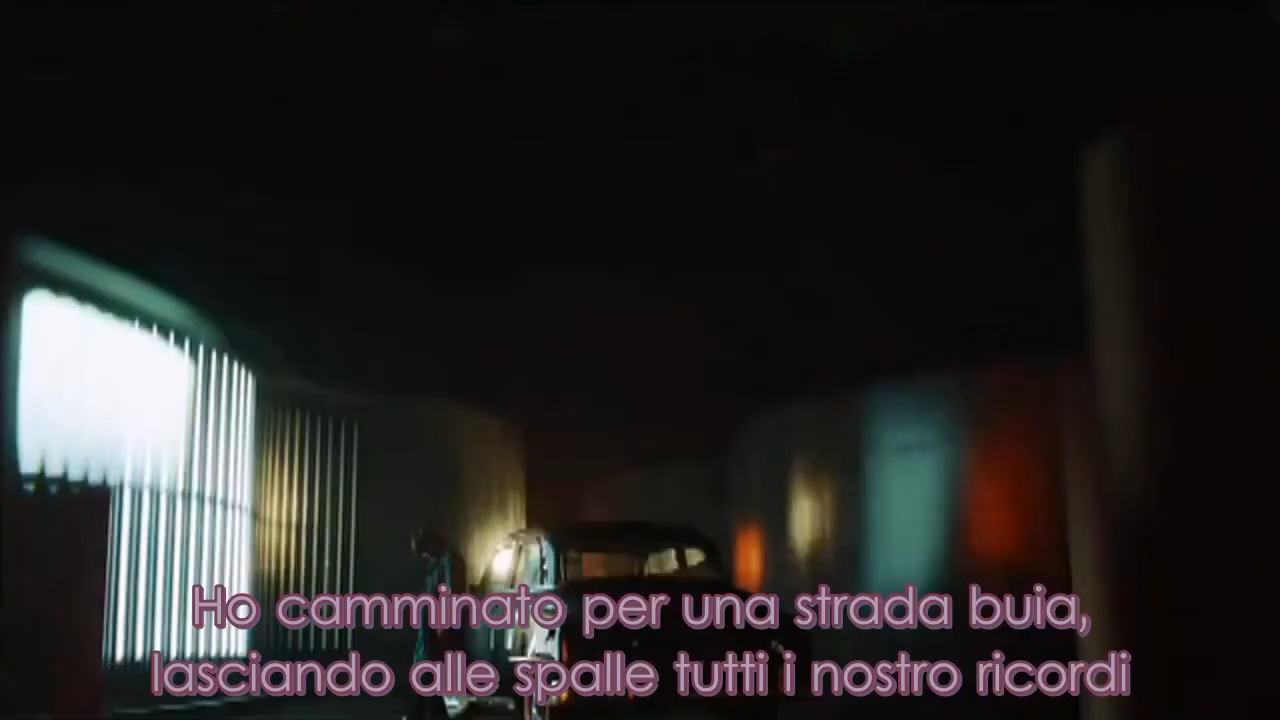 Ho camminato per una strada buia,
lasciando alle spalle tutti i nostro ricordi